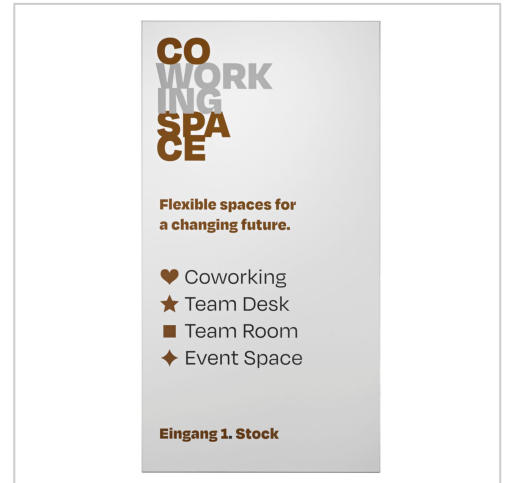 CO
WORK
ING
SPA
CE
Flexible spaces for
a changing future.
Coworking
Team Desk
Team Room
Event Space
Eingang 1. Stock